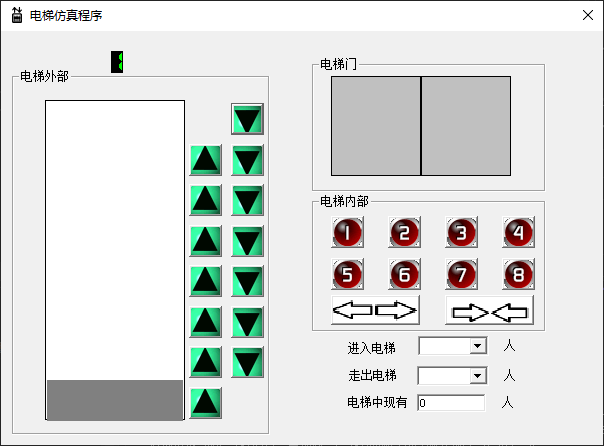 电梯仿真程序
电梯外部
电梯门
电梯内部
1 2 3 4
5 6 7 8
进入电梯 人
走出电梯 人
电梯中现有 0 人